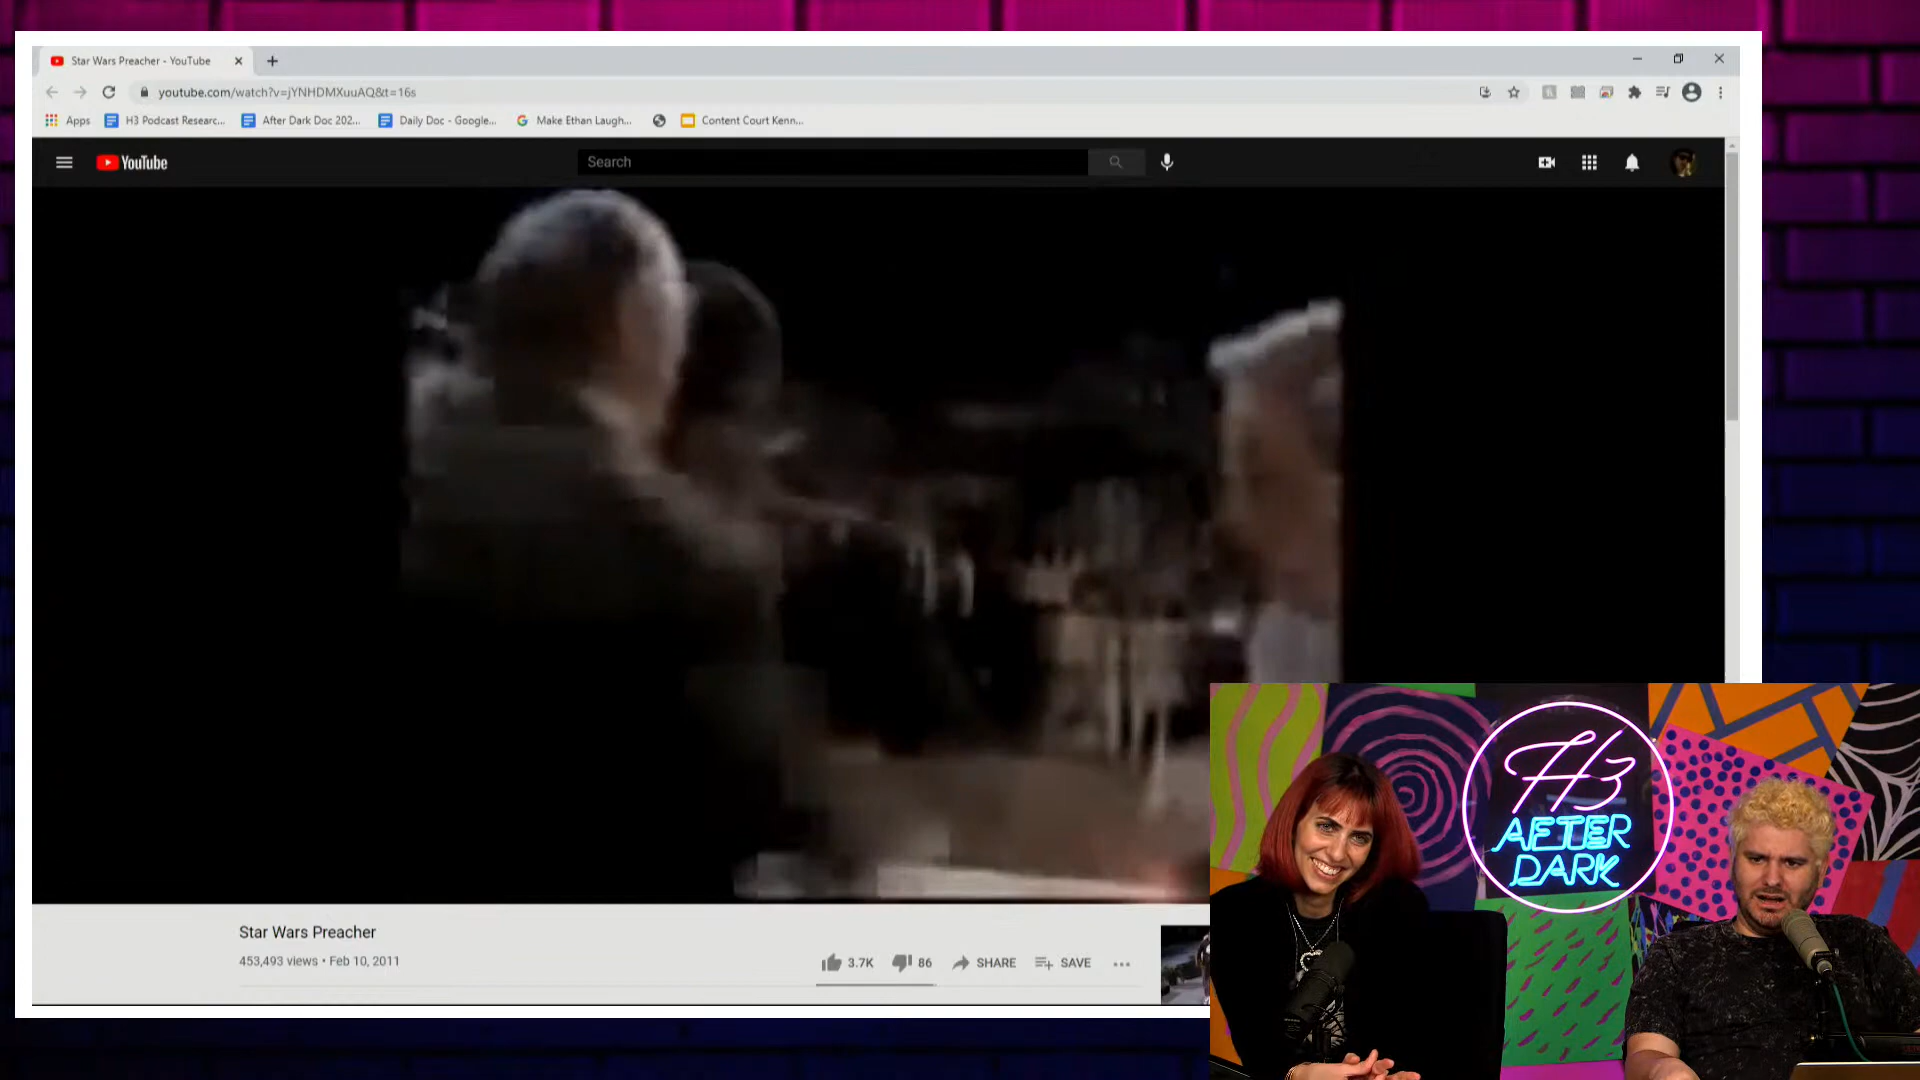 Star Wars Preacher - YouTube
youtube.com/watch?v=jYNHDMXuuAQ&t=16s
Apps H3 Podcast Researc... After Dark Doc 202... Daily Doc - Google... Make Ethan Laugh... Content Court Kenn...
YouTube
Search
H3
AFTER
DARK
Star Wars Preacher
453,493 views • Feb 10, 2011
3.7K 86 SHARE SAVE